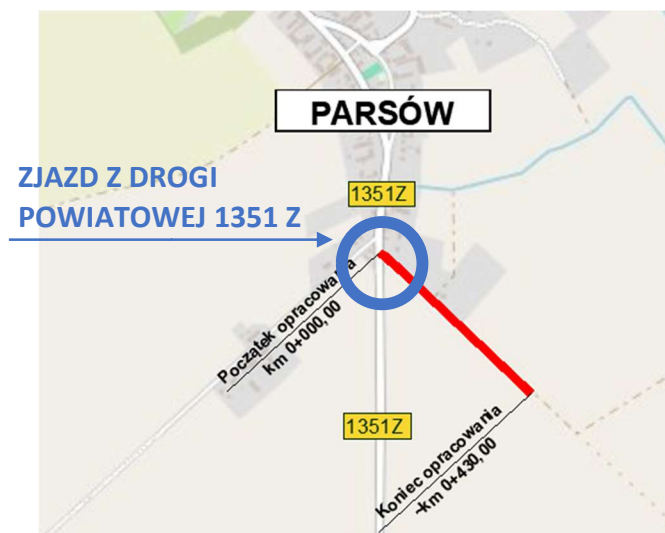 PARSÓW
ZJAZD Z DROGI
POWIATOWEJ 1351 Z
1351Z
Początek opracowania
km 0+000,00
1351Z
Koniec opracowania
~km 0+430,00